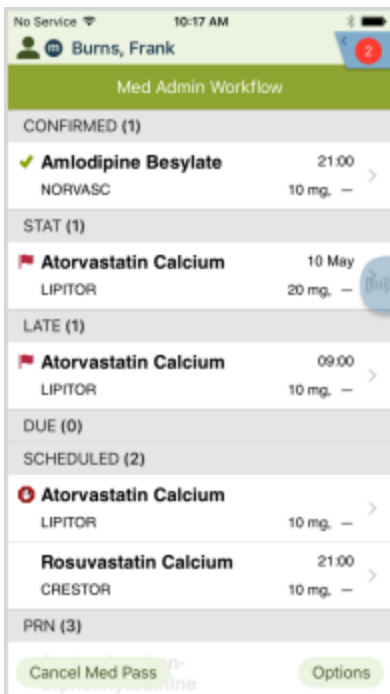 No Service 10:17 AM
m Burns, Frank 2
Med Admin Workflow
CONFIRMED (1)
Amlodipine Besylate 21:00
NORVASC 10 mg, —
STAT (1)
Atorvastatin Calcium 10 May
LIPITOR 20 mg, —
LATE (1)
Atorvastatin Calcium 09:00
LIPITOR 10 mg, —
DUE (0)
SCHEDULED (2)
Atorvastatin Calcium
LIPITOR 10 mg, —
Rosuvastatin Calcium 21:00
CRESTOR 10 mg, —
PRN (3)
Cancel Med Pass Options